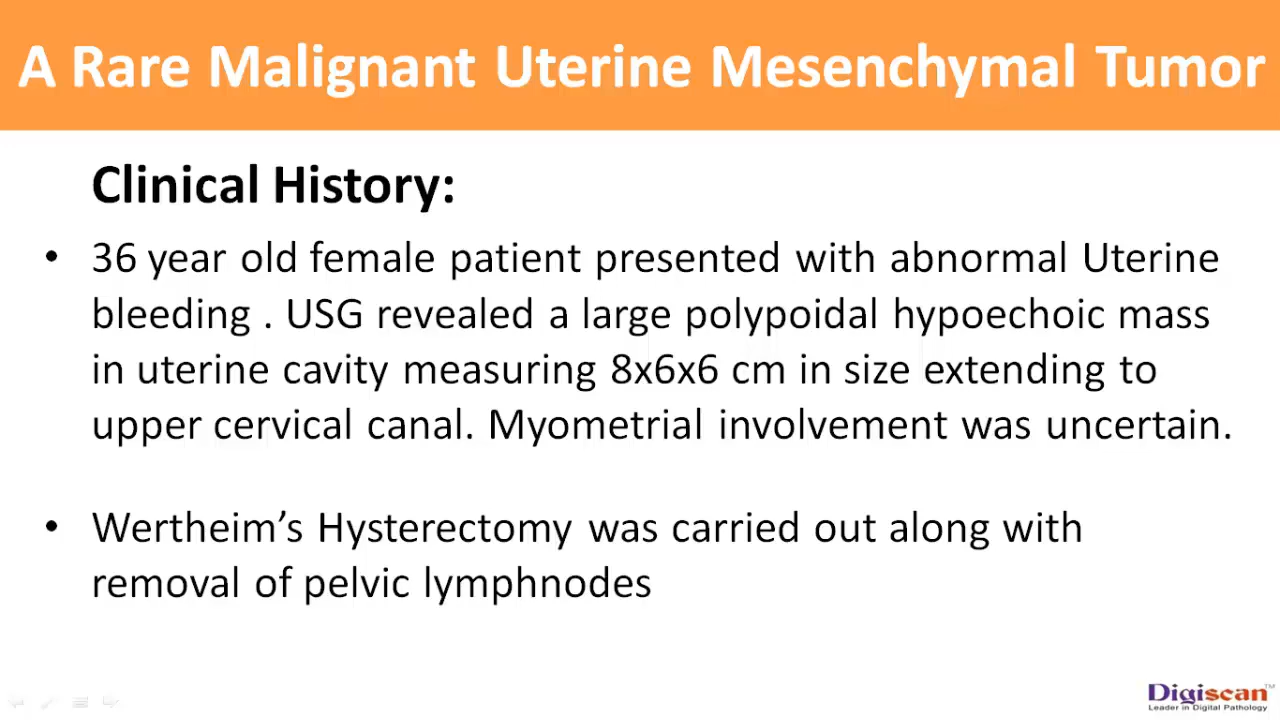 A Rare Malignant Uterine Mesenchymal Tumor
Clinical History:
• 36 year old female patient presented with abnormal Uterine
bleeding . USG revealed a large polypoidal hypoechoic mass
in uterine cavity measuring 8x6x6 cm in size extending to
upper cervical canal. Myometrial involvement was uncertain.
• Wertheim’s Hysterectomy was carried out along with
removal of pelvic lymphnodes
Digiscan™
Leader in Digital Pathology